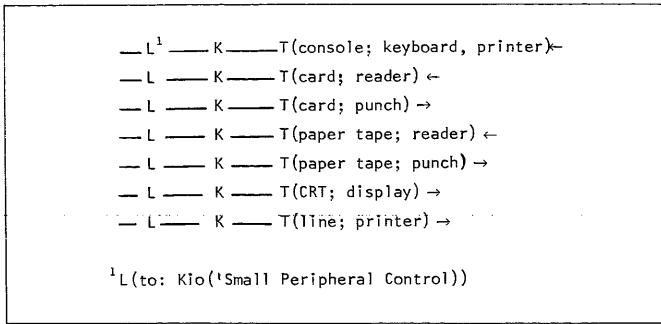 — L¹ — K — T(console; keyboard, printer)←
— L — K — T(card; reader) ←
— L — K — T(card; punch) →
— L — K — T(paper tape; reader) ←
— L — K — T(paper tape; punch) →
— L — K — T(CRT; display) →
— L — K — T(line; printer) →
¹L(to: Kio('Small Peripheral Control))